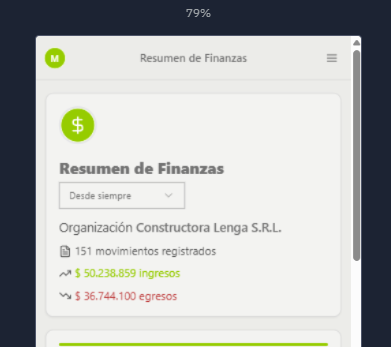 79%
M
Resumen de Finanzas
$
Resumen de Finanzas
Desde siempre
Organización Constructora Lenga S.R.L.
151 movimientos registrados
$ 50.238.859 ingresos
$ 36.744.100 egresos